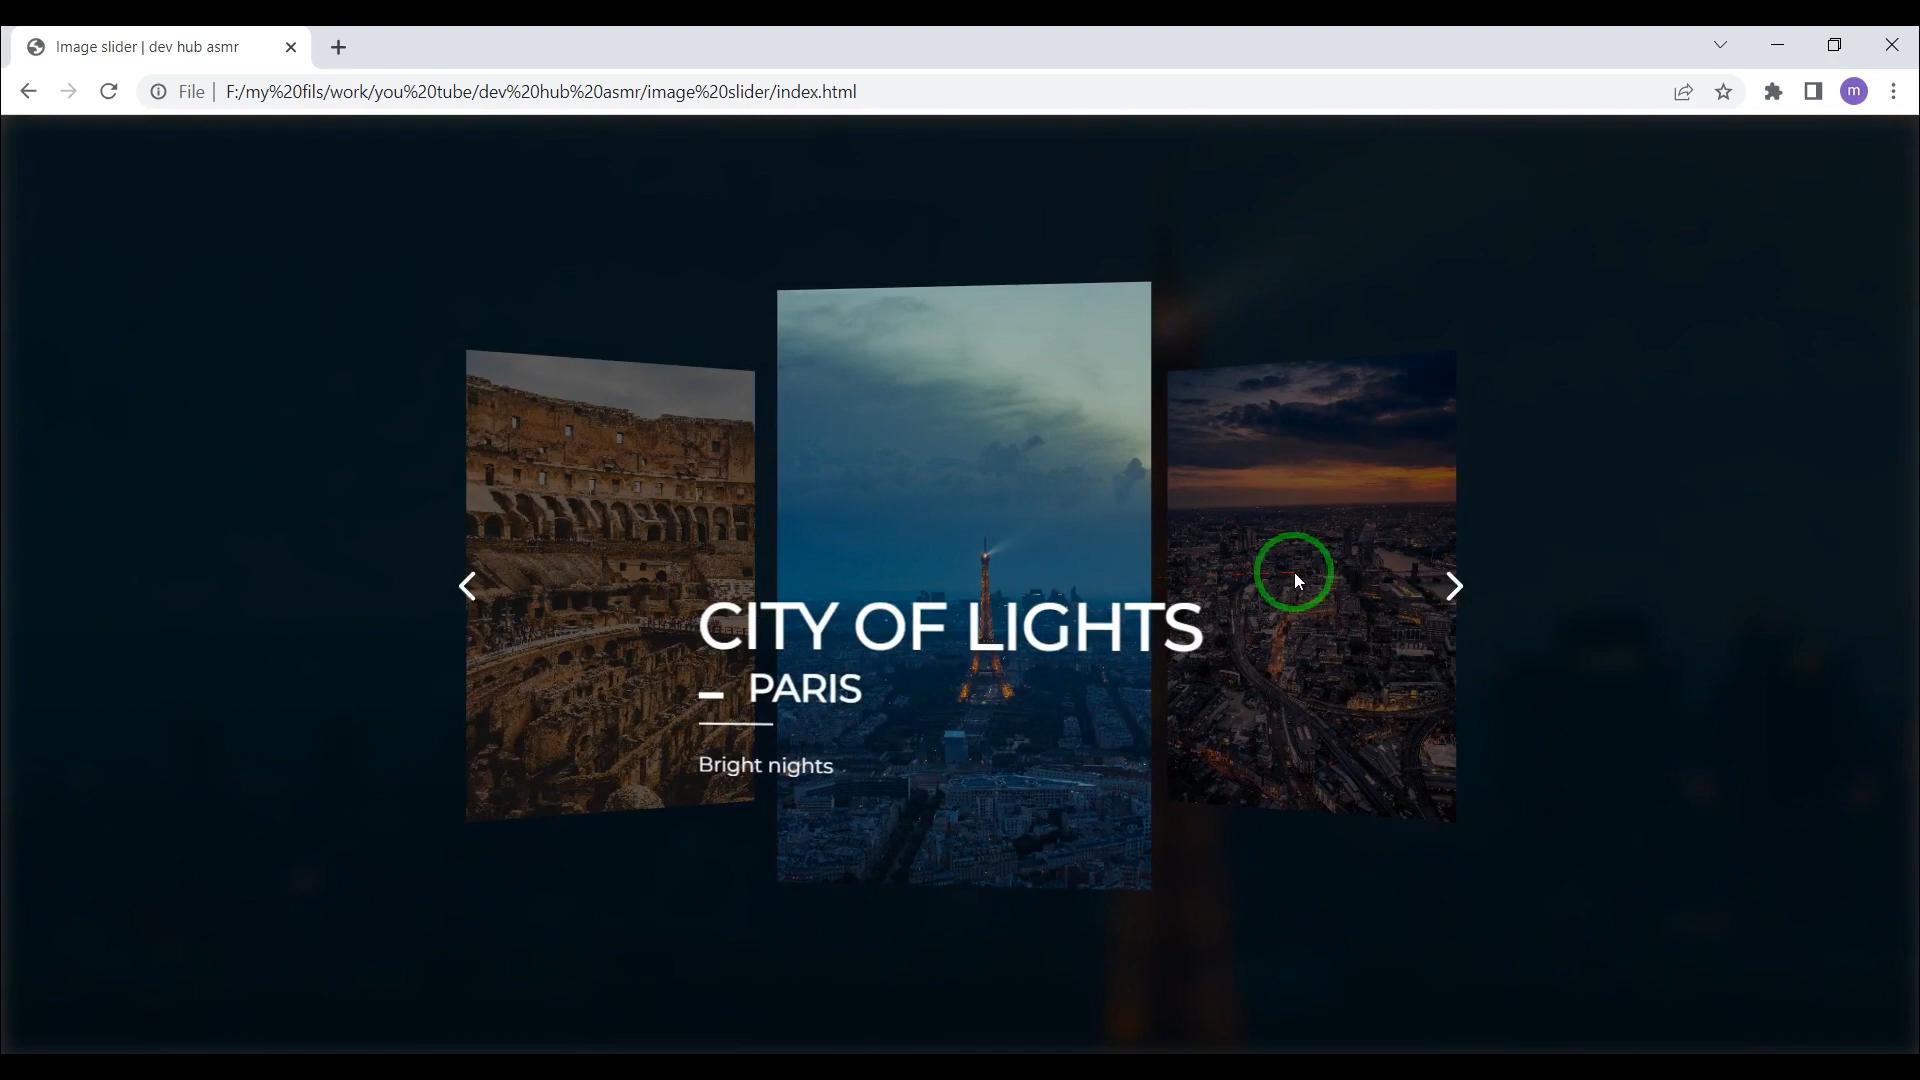 Image slider | dev hub asmr
File
F:/my%20fils/work/you%20tube/dev%20hub%20asmr/image%20slider/index.html
m
CITY OF LIGHTS
PARIS
Bright nights